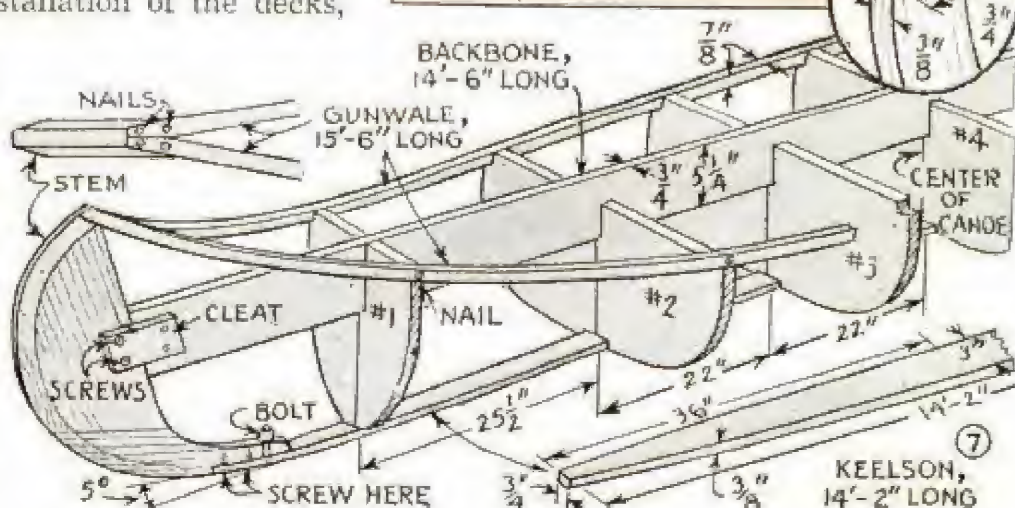 stallation of the decks,
7/8"
3/8"
3/4
BACKBONE,
14'-6" LONG
NAILS
GUNWALE,
15'-6" LONG
STEM
3/4"
5 1/4"
#4
CENTER
OF
CANOE
#3
#2
#1
CLEAT
NAIL
SCREWS
BOLT
25 1/2"
22"
22"
36"
3"
14'-2"
5°
SCREW HERE
3/4"
3/8"
7
KEELSON,
14'-2" LONG